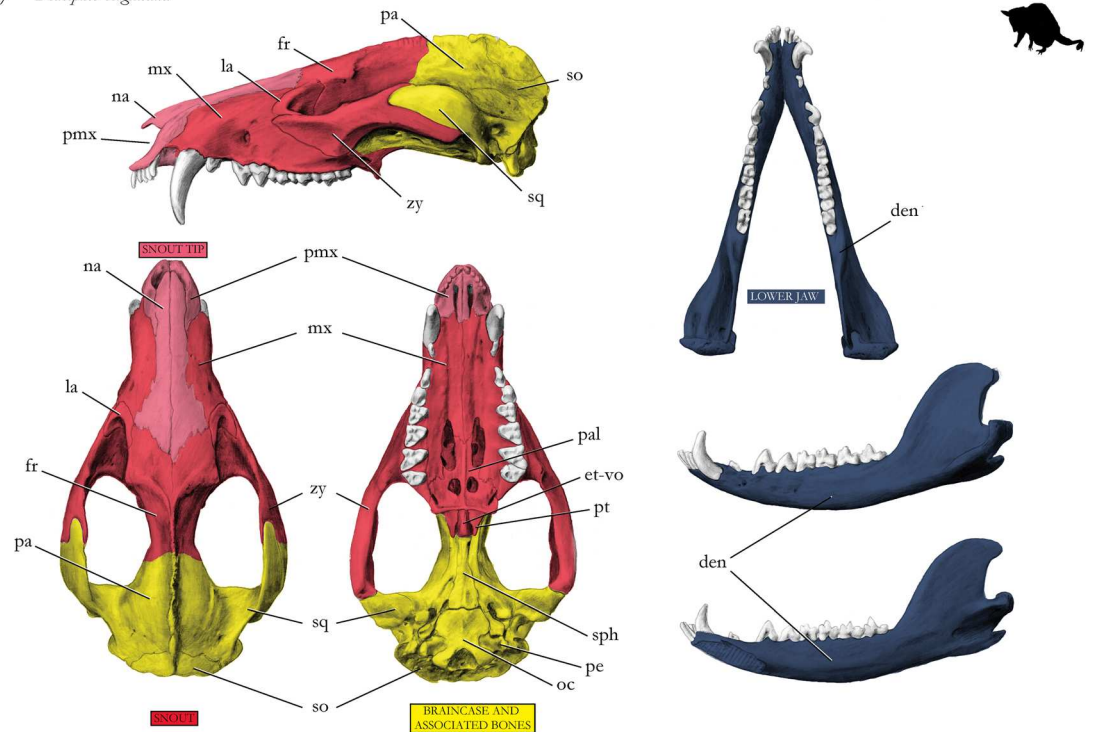 pa
fr
la
so
mx
na
pmx
sq
zy
den
SNOUT TIP
na
pmx
mx
la
LOWER JAW
pal
et-vo
fr
zy
pt
pa
den
sq
sph
pe
oc
so
SNOUT
BRAINCASE AND
ASSOCIATED BONES